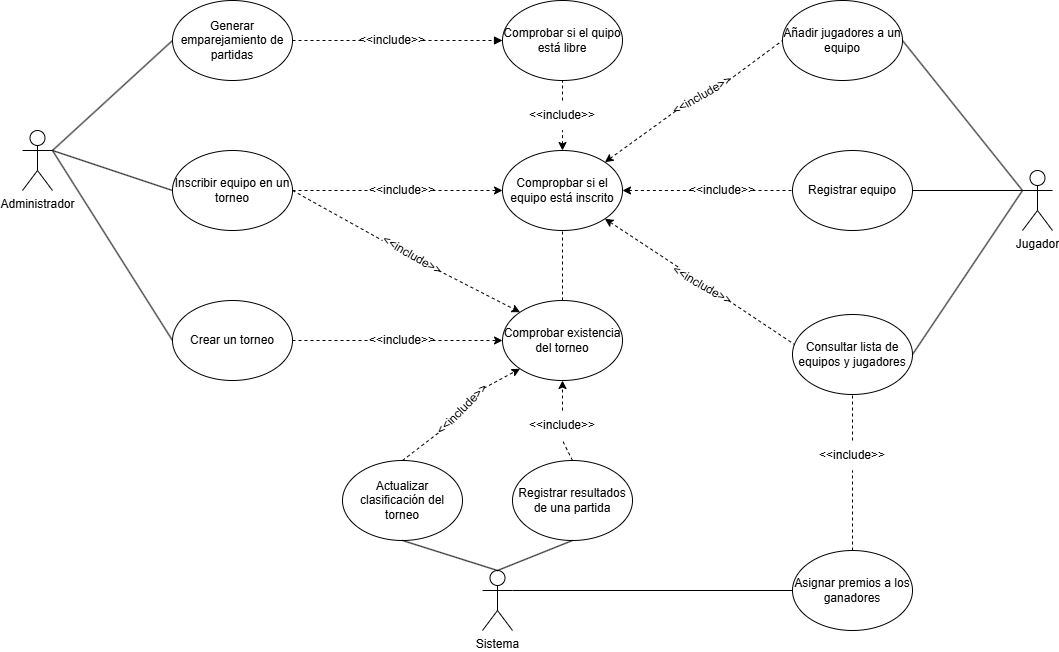 Generar
emparejamiento de
partidas
<<include>>
Comprobar si el quipo
está libre
Añadir jugadores a un
equipo
<<include>>
<<include>>
Administrador
Inscribir equipo en un
torneo
<<include>>
Compropbar si el
equipo está inscrito
<<include>>
Registrar equipo
Jugador
<<include>>
<<include>>
Crear un torneo
<<include>>
Comprobar existencia
del torneo
Consultar lista de
equipos y jugadores
<<include>>
<<include>>
<<include>>
Actualizar
clasificación del
torneo
Registrar resultados
de una partida
Asignar premios a los
ganadores
Sistema